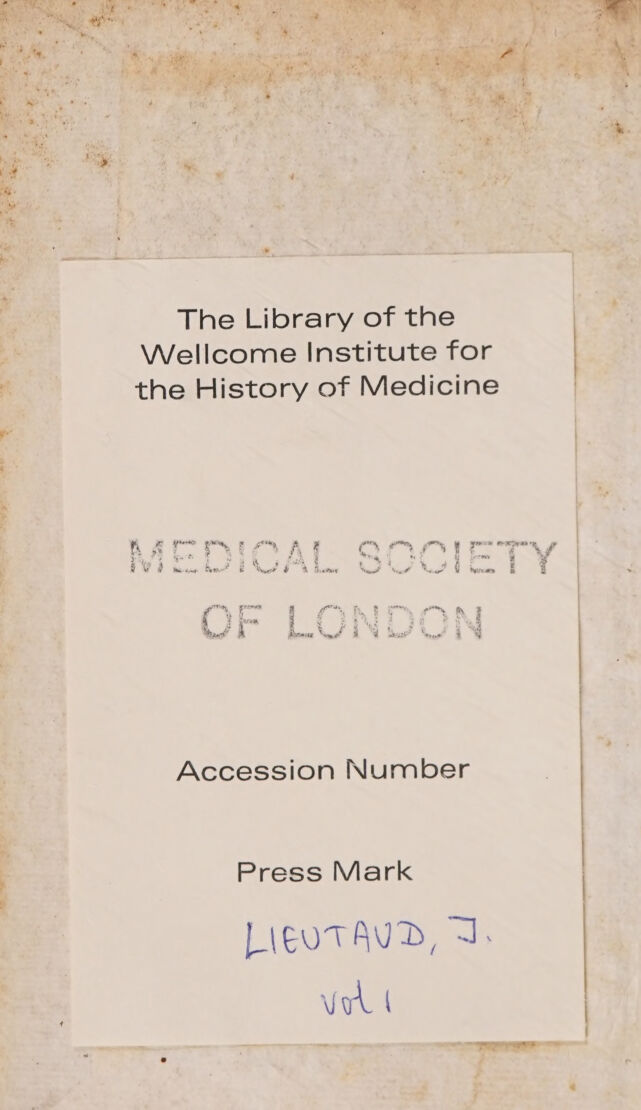 The Library of the
Wellcome Institute for
the History of Medicine
MEDICAL SOCIETY
OF LONDON
Accession Number
Press Mark
LIEUTAUD, J.
vol 1